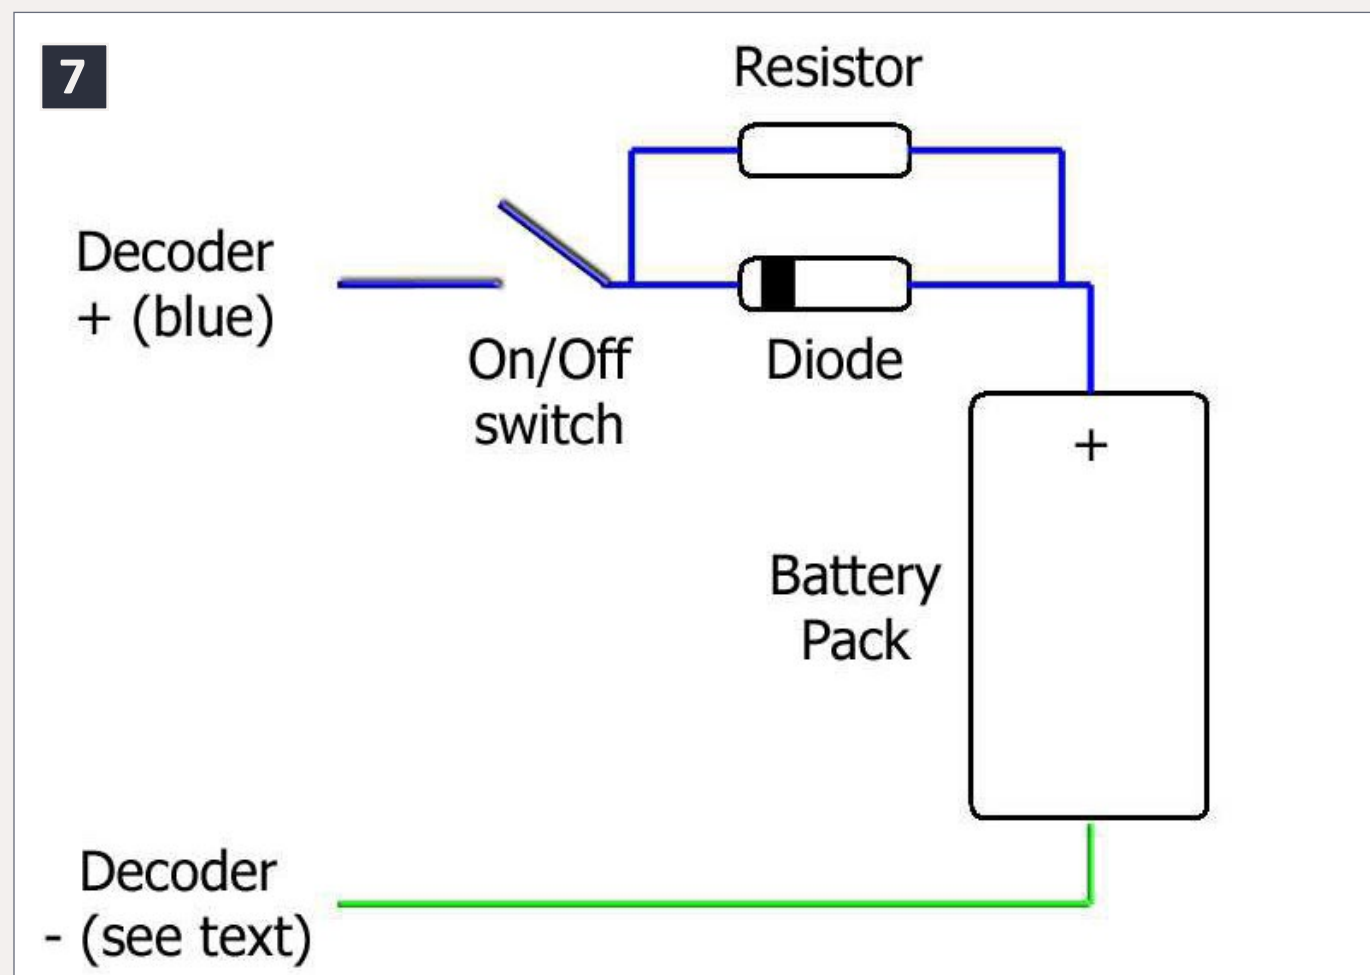 7
Resistor
Decoder
+ (blue)
On/Off
switch
Diode
+
Battery
Pack
Decoder
- (see text)